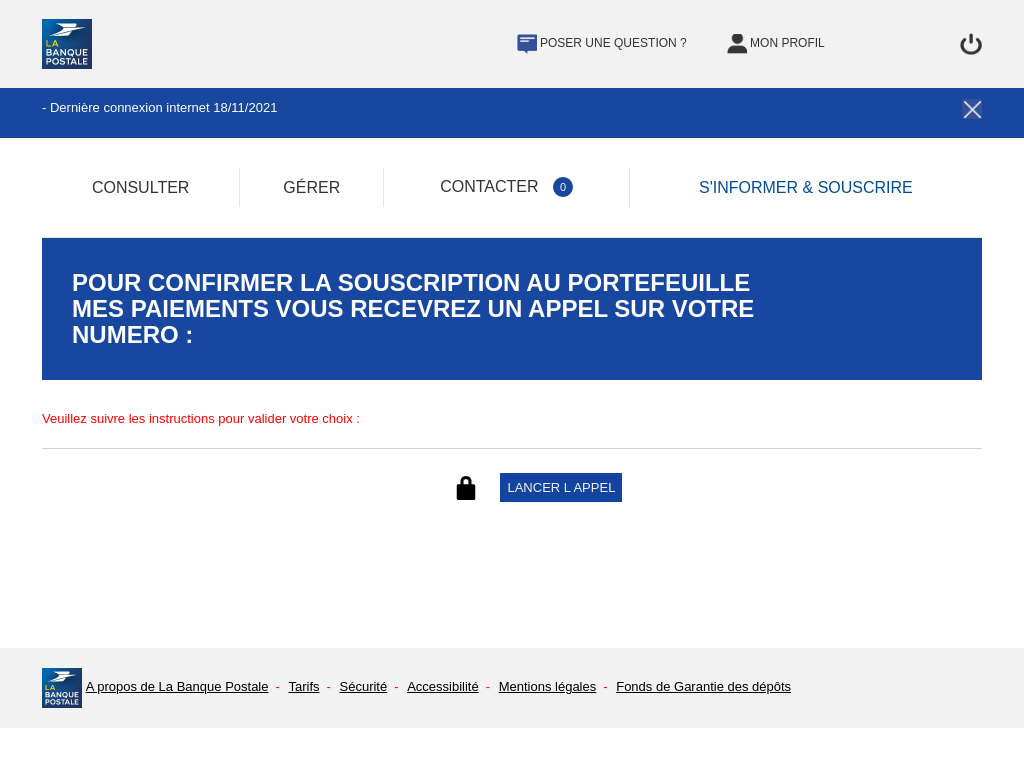 LA
BANQUE
POSTALE
POSER UNE QUESTION ?
MON PROFIL
- Dernière connexion internet 18/11/2021
CONSULTER
GÉRER
CONTACTER 0
S'INFORMER & SOUSCRIRE
POUR CONFIRMER LA SOUSCRIPTION AU PORTEFEUILLE
MES PAIEMENTS VOUS RECEVREZ UN APPEL SUR VOTRE
NUMERO :
Veuillez suivre les instructions pour valider votre choix :
LANCER L APPEL
LA
BANQUE
POSTALE
A propos de La Banque Postale - Tarifs - Sécurité - Accessibilité - Mentions légales - Fonds de Garantie des dépôts